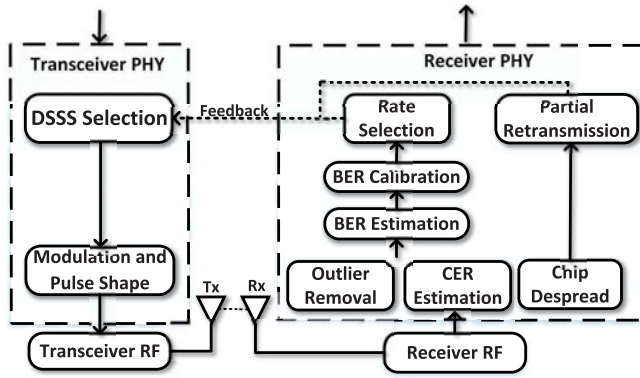 Transceiver PHY
DSSS Selection
Modulation and
Pulse Shape
Transceiver RF
Feedback
Tx
Rx
Receiver PHY
Rate
Selection
Partial
Retransmission
BER Calibration
BER Estimation
Outlier
Removal
CER
Estimation
Chip
Despread
Receiver RF